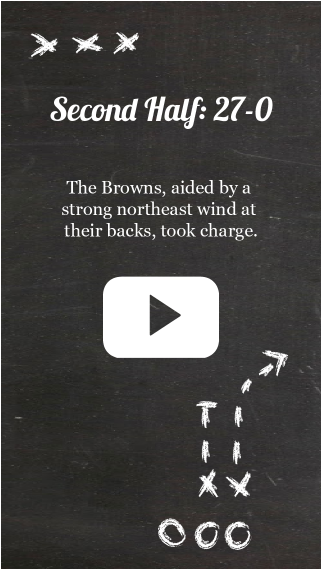 X X X
Second Half: 27-0
The Browns, aided by a
strong northeast wind at
their backs, took charge.
X X
O O O